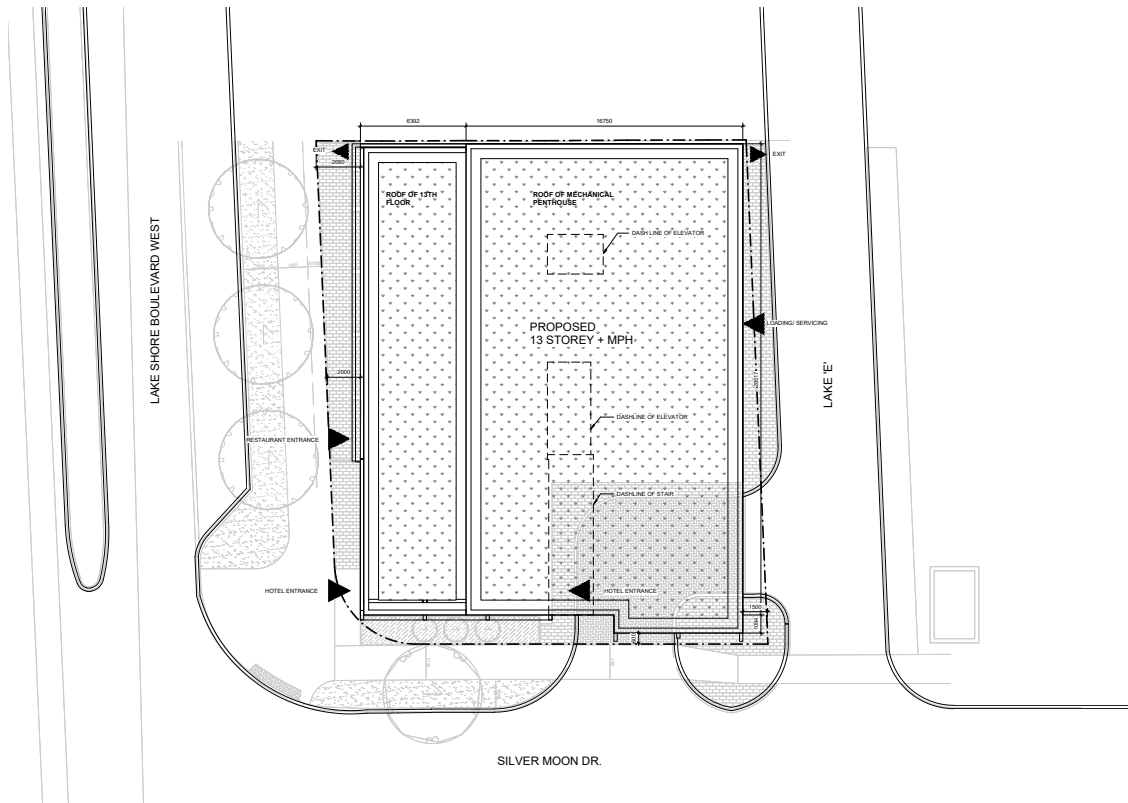 6392
16750
EXIT
EXIT
2680
ROOF OF 13TH
FLOOR
ROOF OF MECHANICAL
PENTHOUSE
DASH LINE OF ELEVATOR
LAKE SHORE BOULEVARD WEST
PROPOSED
13 STOREY + MPH
LOADING/ SERVICING
LAKE 'E'
2000
DASHLINE OF ELEVATOR
RESTAURANT ENTRANCE
DASHLINE OF STAIR
HOTEL ENTRANCE
HOTEL ENTRANCE
1500
1094
SILVER MOON DR.